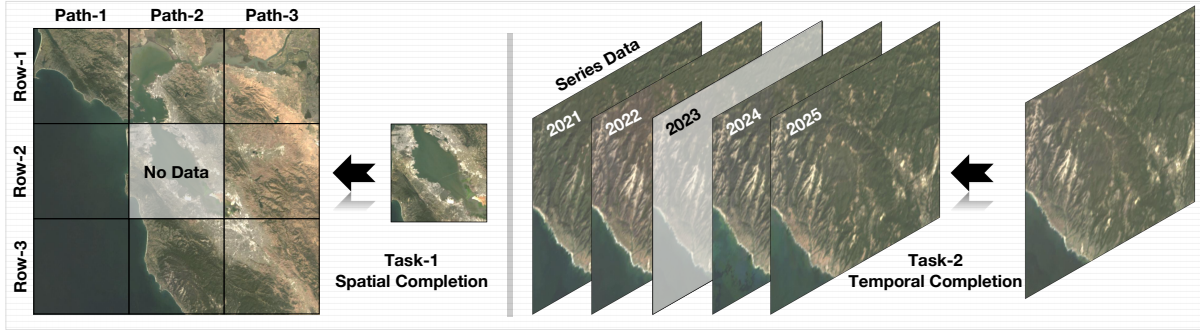 Path-1 Path-2 Path-3
Row-1
Row-2
Row-3
No Data
Task-1
Spatial Completion
Series Data
2021
2022
2023
2024
2025
Task-2
Temporal Completion